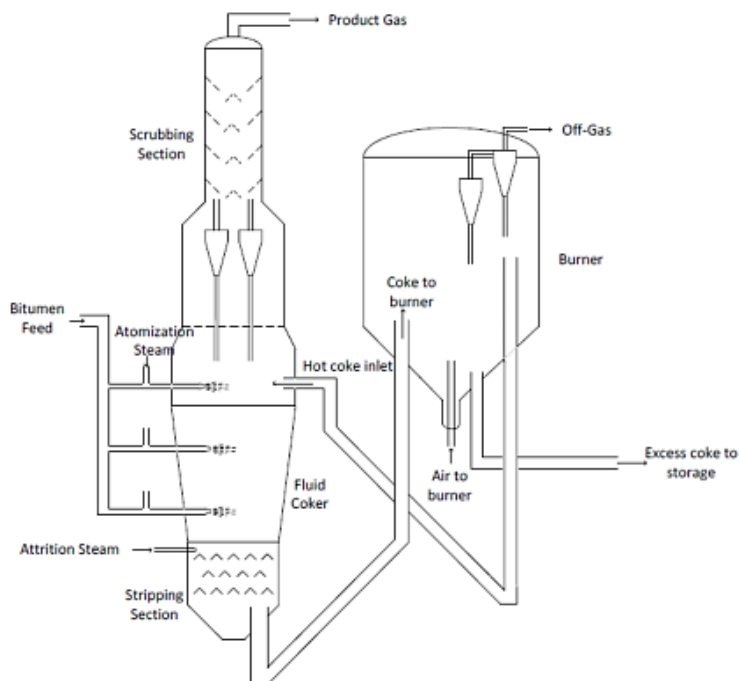 Product Gas
Scrubbing
Section
Off-Gas
Burner
Coke to
burner
Bitumen
Feed
Atomization
Steam
Hot coke inlet
Fluid
Coker
Air to
burner
Excess coke to
storage
Attrition Steam
Stripping
Section